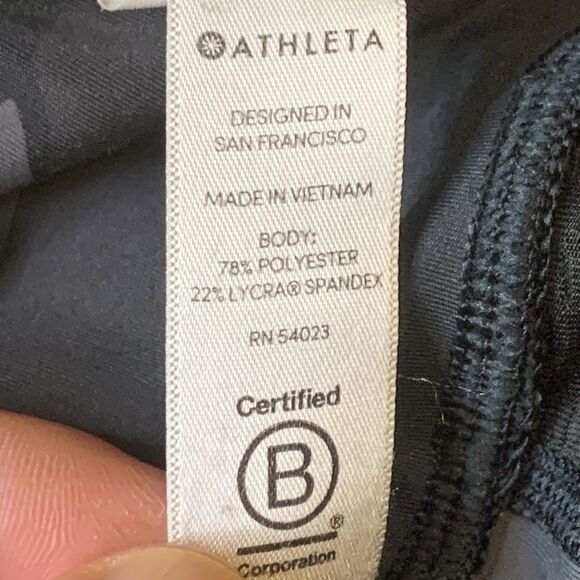 ATHLETA
DESIGNED IN
SAN FRANCISCO
MADE IN VIETNAM
BODY:
78% POLYESTER
22% LYCRA® SPANDEX
RN 54023
Certified
B
®
Corporation